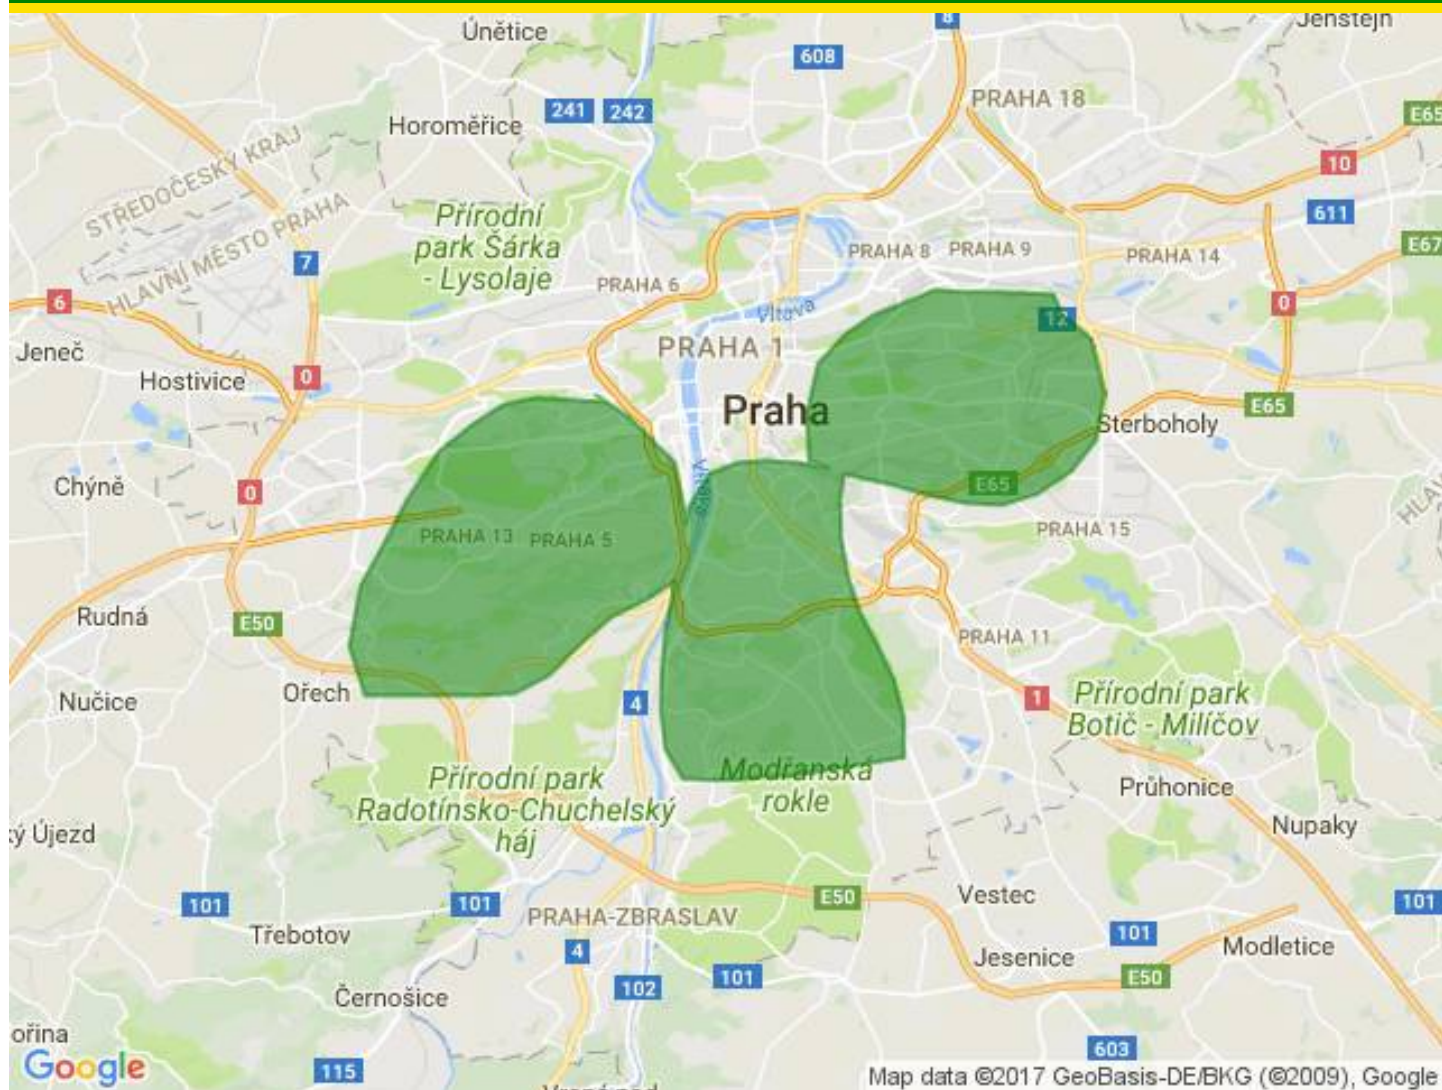 8
Jenštejn
Únětice
608
PRAHA 18
241
242
E65
Horoměřice
STŘEDOČESKÝ KRAJ
HLAVNÍ MĚSTO PRAHA
10
Přírodní
park Šárka
- Lysolaje
611
7
PRAHA 8
PRAHA 9
PRAHA 14
E67
PRAHA 6
6
0
Vltava
12
PRAHA 1
Jeneč
Hostivice
0
Praha
E65
Sterboholy
Vltava
Chýně
0
E65
PRAHA 13
PRAHA 5
PRAHA 15
Rudná
E50
PRAHA 11
Nučice
Ořech
4
1
Přírodní park
Botič - Milíčov
Přírodní park
Radotínsko-Chuchelský
háj
Modřanská
rokle
Průhonice
ký Újezd
Nupaky
101
101
E50
Vestec
101
PRAHA-ZBRASLAV
Třebotov
4
101
Modletice
Jesenice
101
102
E50
Černošice
ořina
603
Google
115
Map data ©2017 GeoBasis-DE/BKG (©2009), Google